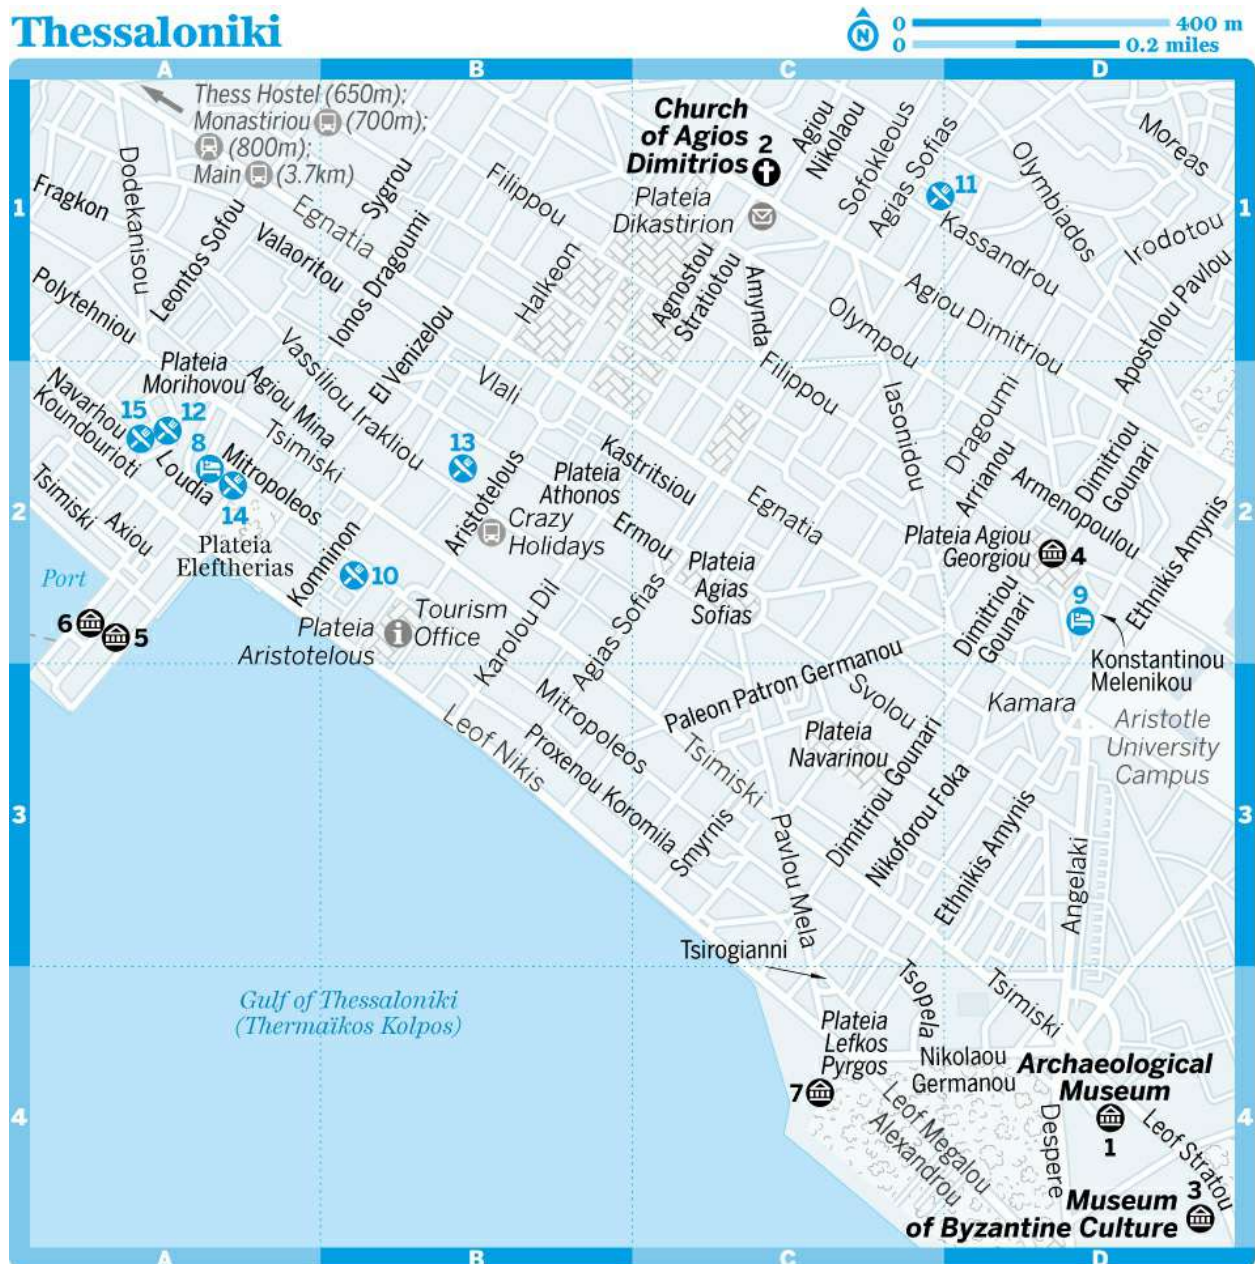 Thessaloniki
N
0 400 m
0 0.2 miles
A B C D
1
Thess Hostel (650m);
Monastiriou (700m);
(800m);
Main (3.7km)
Church
of Agios
Dimitrios
2
Plateia
Dikastirion
Agiou
Nikolaou
Sofokleous
Agias Sofias
11
Olymbiados
Moreas
1
Fragkon
Dodekanisou
Leontos Sofou
Egnatia
Sygrou
Valaoritou
Ionos Dragoumi
Filippou
Halkeon
Agnostou
Stratiotou
Amynda
Kassandrou
Irodotou
Apostolou Pavlou
Agiou Dimitriou
Olympou
Polytehniou
Plateia
Morihovou
Vassiliou Irakliou
El Venizelou
Vlali
Filippou
Iasonidou
Dragoumi
Arrianou
Dimitriou
Gounari
Armenopoulou
2
Navarhou
Koundourioti
15
12
8
Loudia
14
Agiou Mina
Tsimiski
Mitropoleos
13
Aristotelous
Plateia
Athonos
Kastritsiou
Egnatia
Ermou
Crazy
Holidays
Tsimiski
Axiou
Plateia
Eleftherias
Komninon
10
Plateia
Agias
Sofias
Plateia Agiou
Georgiou
4
9
Dimitriou
Gounari
Ethnikis Amynis
2
Port
6
5
Plateia
Aristotelous
Tourism
Office
Karolou Dil
Agias Sofias
Konstantinou
Melenikou
Paleon Patron Germanou
Svolou
Kamara
Aristotle
University
Campus
3
Leof Nikis
Mitropoleos
Proxenou Koromila
Tsimiski
Plateia
Navarinou
Dimitriou Gounari
Nikoforou Foka
Ethnikis Amynis
Angelaki
Smyrnis
Pavlou Mela
3
Tsirogianni
Gulf of Thessaloniki
(Thermaïkos Kolpos)
Plateia
Lefkos
Pyrgos
7
Tsopela
Tsimiski
Nikolaou
Germanou
Archaeological
Museum
1
4
Leof Megalou
Alexandrou
Despere
Leof Stratou
4
Museum
of Byzantine Culture
3
A B C D